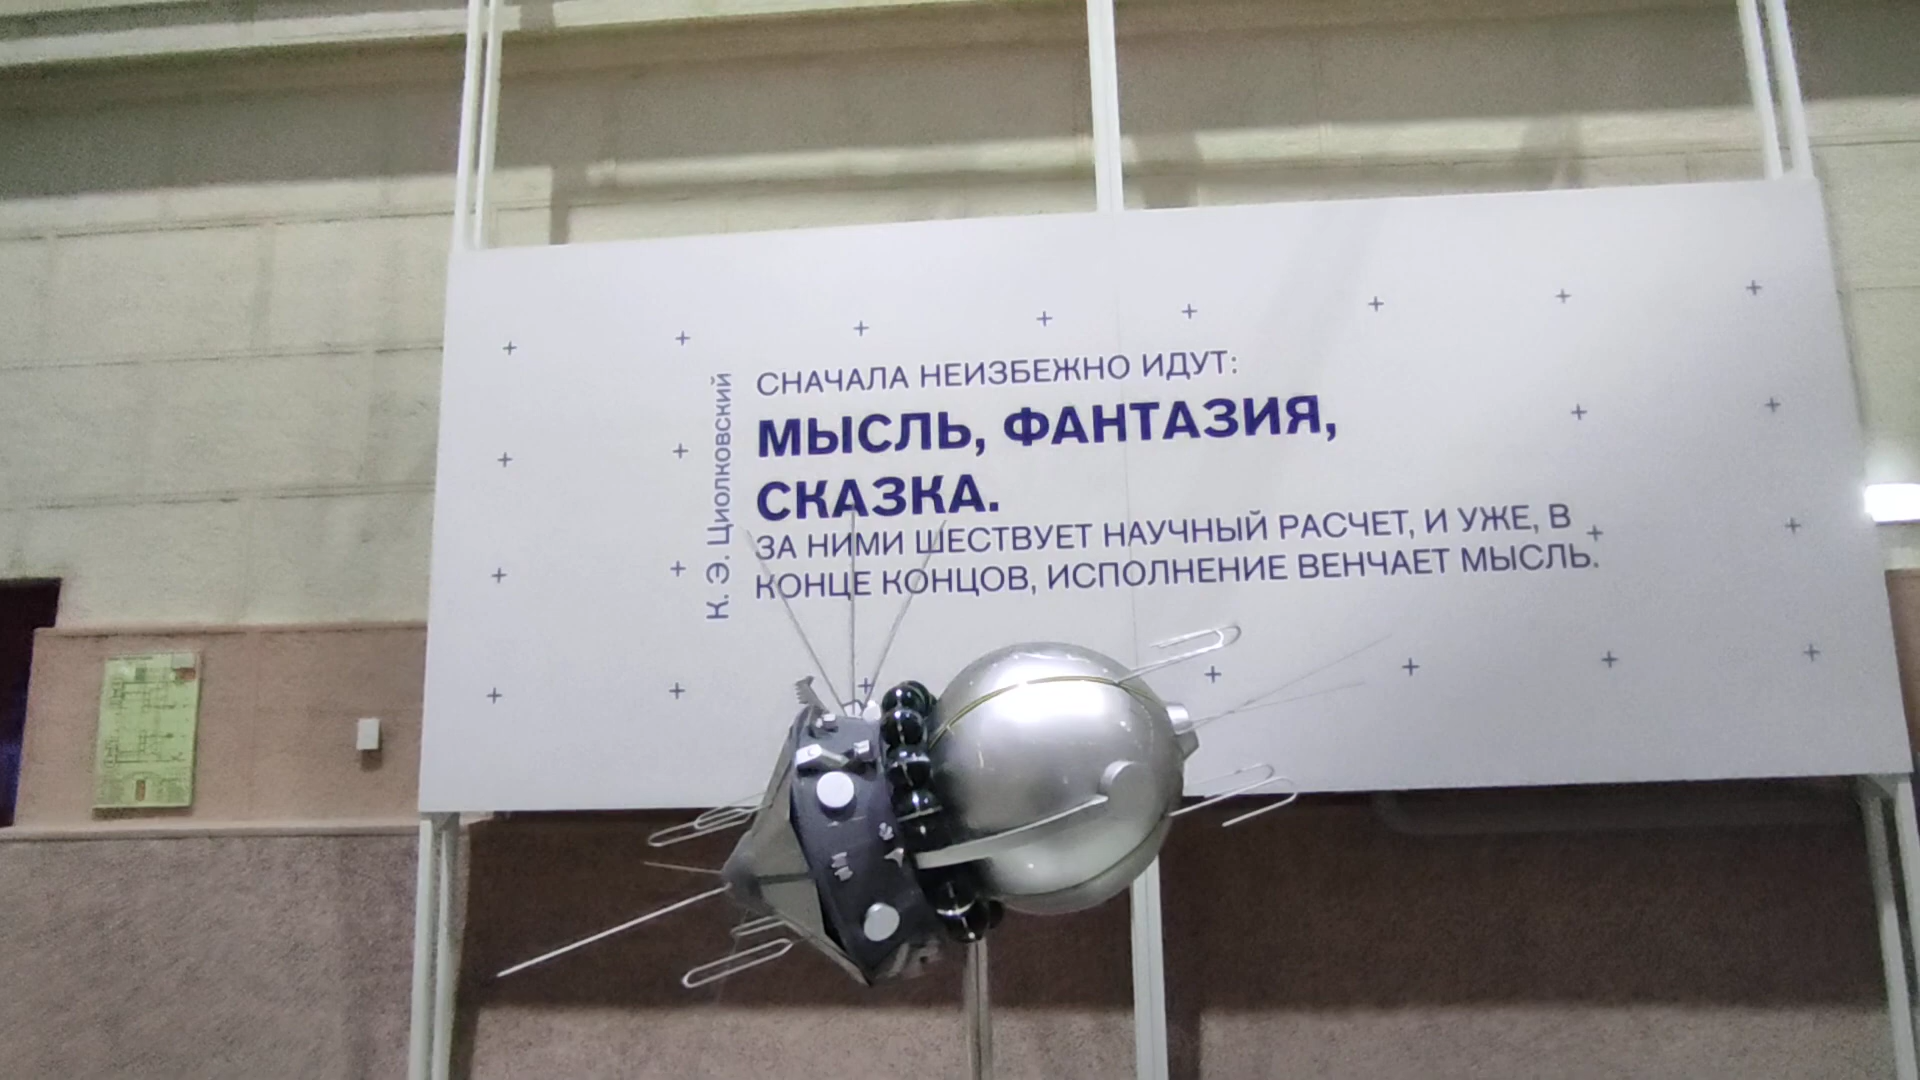 СНАЧАЛА НЕИЗБЕЖНО ИДУТ:
МЫСЛЬ, ФАНТАЗИЯ,
СКАЗКА.
ЗА НИМИ ШЕСТВУЕТ НАУЧНЫЙ РАСЧЕТ, И УЖЕ, В
КОНЦЕ КОНЦОВ, ИСПОЛНЕНИЕ ВЕНЧАЕТ МЫСЛЬ.
К. Э. Циолковский